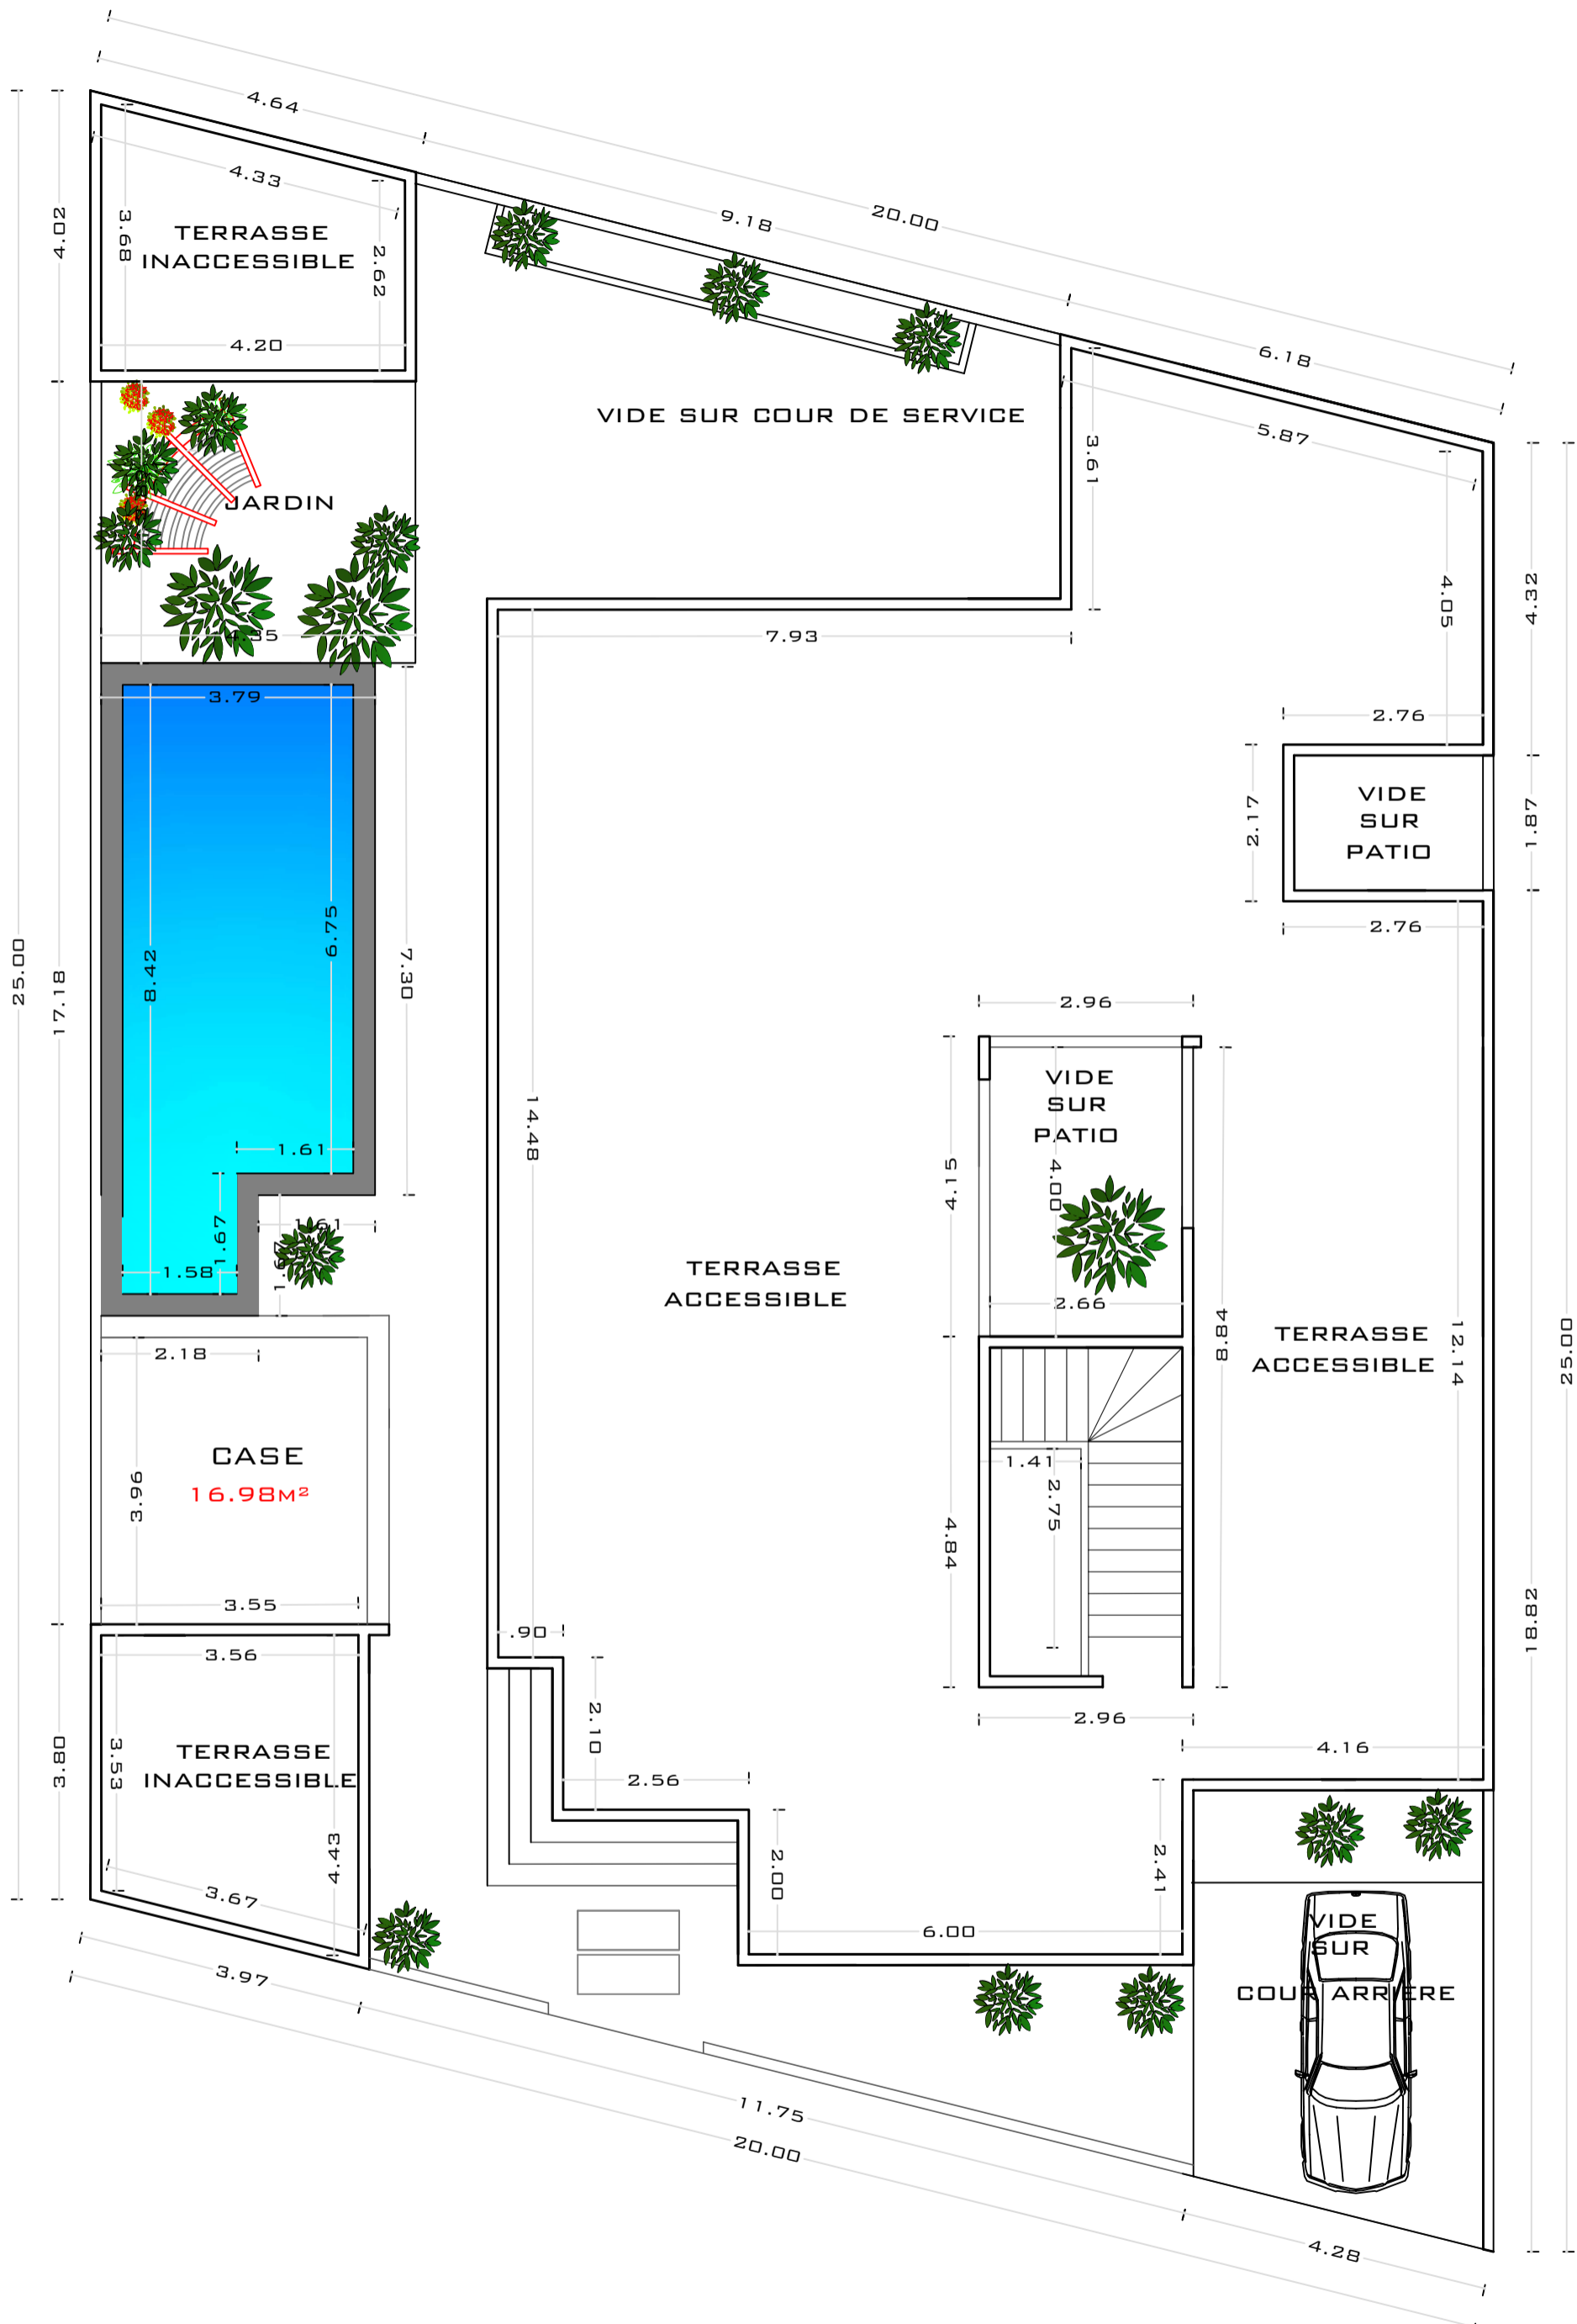 4.64
4.33
9.18
20.00
6.18
5.87
4.02
3.68
2.62
TERRASSE
INACCESSIBLE
4.20
VIDE SUR COUR DE SERVICE
3.61
JARDIN
4.05
4.32
4.35
7.93
3.79
2.76
VIDE
SUR
PATIO
2.17
1.87
2.76
6.75
8.42
7.30
25.00
17.18
2.96
VIDE
SUR
PATIO
14.48
1.61
4.15
4.00
1.61
1.67
1.67
1.58
TERRASSE
ACCESSIBLE
2.66
8.84
TERRASSE
ACCESSIBLE
12.14
25.00
2.18
CASE
16.98M²
3.96
1.41
2.75
4.84
3.55
.90
18.82
3.56
2.10
2.96
4.16
TERRASSE
INACCESSIBLE
3.53
3.80
2.56
4.43
2.00
2.41
3.67
6.00
VIDE
SUR
COUR ARRIERE
3.97
11.75
20.00
4.28